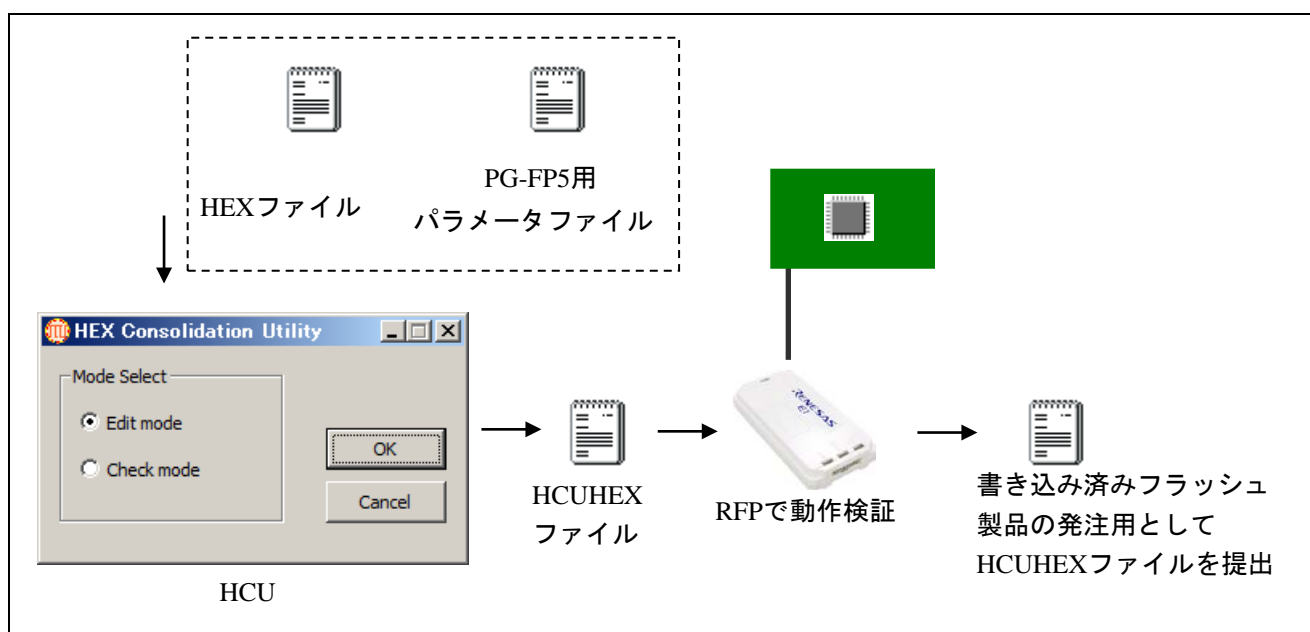 HEXファイル
PG-FP5用
パラメータファイル
HEX Consolidation Utility
Mode Select
Edit mode
Check mode
OK
Cancel
HCU
HCUHEX
ファイル
RENESAS
E1
RFPで動作検証
書き込み済みフラッシュ
製品の発注用として
HCUHEXファイルを提出